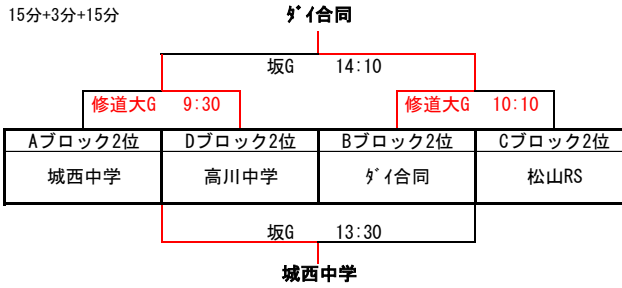 15分+3分+15分
ﾀﾞｲ合同
坂G 14:10
修道大G 9:30 修道大G 10:10
Aブロック2位 Dブロック2位 Bブロック2位 Cブロック2位
城西中学 高川中学 ﾀﾞｲ合同 松山RS
坂G 13:30
城西中学